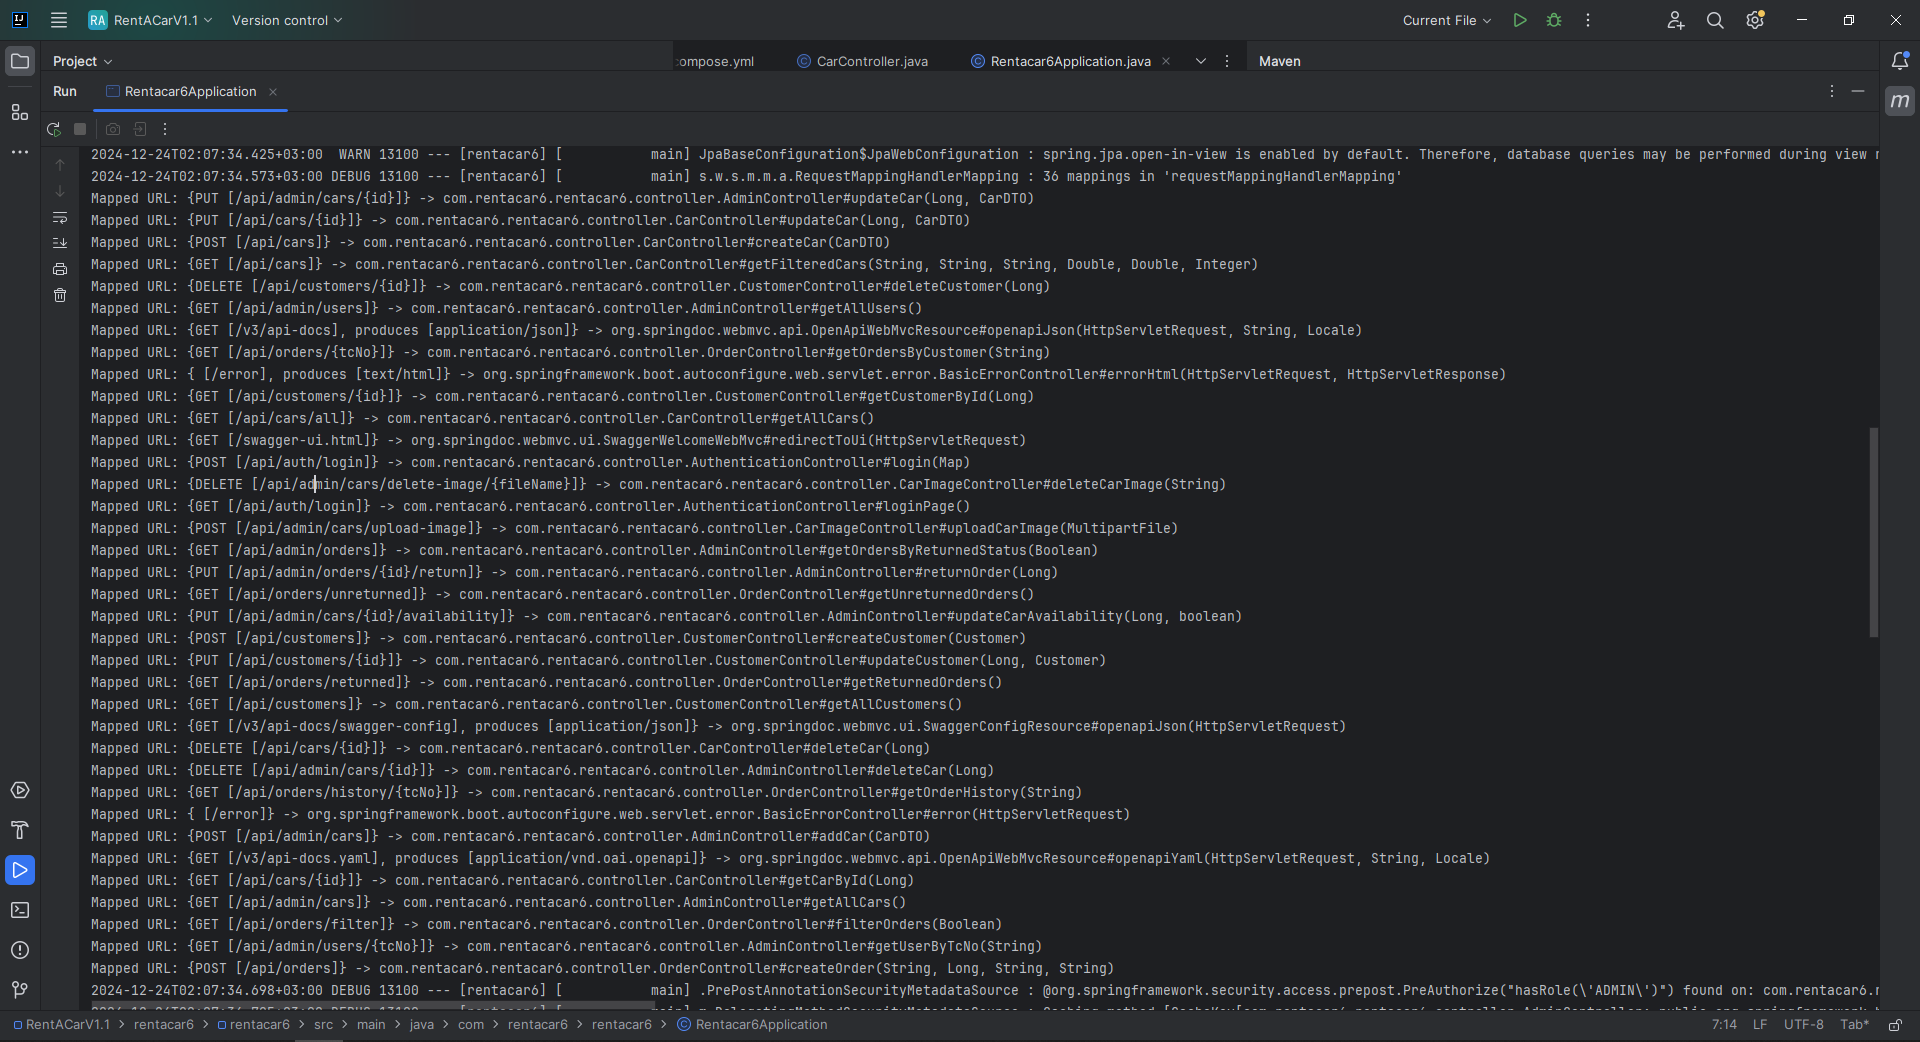 RA RentACarV1.1 Version control Current File
Project
ompose.yml CarController.java Rentacar6Application.java Maven
Run Rentacar6Application
2024-12-24T02:07:34.425+03:00  WARN 13100 --- [rentacar6] [           main] JpaBaseConfiguration$JpaWebConfiguration : spring.jpa.open-in-view is enabled by default. Therefore, database queries may be performed during view
2024-12-24T02:07:34.573+03:00 DEBUG 13100 --- [rentacar6] [           main] s.w.s.m.m.a.RequestMappingHandlerMapping : 36 mappings in 'requestMappingHandlerMapping'
Mapped URL: {PUT [/api/admin/cars/{id}]} -> com.rentacar6.rentacar6.controller.AdminController#updateCar(Long, CarDTO)
Mapped URL: {PUT [/api/cars/{id}]} -> com.rentacar6.rentacar6.controller.CarController#updateCar(Long, CarDTO)
Mapped URL: {POST [/api/cars]} -> com.rentacar6.rentacar6.controller.CarController#createCar(CarDTO)
Mapped URL: {GET [/api/cars]} -> com.rentacar6.rentacar6.controller.CarController#getFilteredCars(String, String, String, Double, Double, Integer)
Mapped URL: {DELETE [/api/customers/{id}]} -> com.rentacar6.rentacar6.controller.CustomerController#deleteCustomer(Long)
Mapped URL: {GET [/api/admin/users]} -> com.rentacar6.rentacar6.controller.AdminController#getAllUsers()
Mapped URL: {GET [/v3/api-docs], produces [application/json]} -> org.springdoc.webmvc.api.OpenApiWebMvcResource#openapiJson(HttpServletRequest, String, Locale)
Mapped URL: {GET [/api/orders/{tcNo}]} -> com.rentacar6.rentacar6.controller.OrderController#getOrdersByCustomer(String)
Mapped URL: { [/error], produces [text/html]} -> org.springframework.boot.autoconfigure.web.servlet.error.BasicErrorController#errorHtml(HttpServletRequest, HttpServletResponse)
Mapped URL: {GET [/api/customers/{id}]} -> com.rentacar6.rentacar6.controller.CustomerController#getCustomerById(Long)
Mapped URL: {GET [/api/cars/all]} -> com.rentacar6.rentacar6.controller.CarController#getAllCars()
Mapped URL: {GET [/swagger-ui.html]} -> org.springdoc.webmvc.ui.SwaggerWelcomeWebMvc#redirectToUi(HttpServletRequest)
Mapped URL: {POST [/api/auth/login]} -> com.rentacar6.rentacar6.controller.AuthenticationController#login(Map)
Mapped URL: {DELETE [/api/admin/cars/delete-image/{fileName}]} -> com.rentacar6.rentacar6.controller.CarImageController#deleteCarImage(String)
Mapped URL: {GET [/api/auth/login]} -> com.rentacar6.rentacar6.controller.AuthenticationController#loginPage()
Mapped URL: {POST [/api/admin/cars/upload-image]} -> com.rentacar6.rentacar6.controller.CarImageController#uploadCarImage(MultipartFile)
Mapped URL: {GET [/api/admin/orders]} -> com.rentacar6.rentacar6.controller.AdminController#getOrdersByReturnedStatus(Boolean)
Mapped URL: {PUT [/api/admin/orders/{id}/return]} -> com.rentacar6.rentacar6.controller.AdminController#returnOrder(Long)
Mapped URL: {GET [/api/orders/unreturned]} -> com.rentacar6.rentacar6.controller.OrderController#getUnreturnedOrders()
Mapped URL: {PUT [/api/admin/cars/{id}/availability]} -> com.rentacar6.rentacar6.controller.AdminController#updateCarAvailability(Long, boolean)
Mapped URL: {POST [/api/customers]} -> com.rentacar6.rentacar6.controller.CustomerController#createCustomer(Customer)
Mapped URL: {PUT [/api/customers/{id}]} -> com.rentacar6.rentacar6.controller.CustomerController#updateCustomer(Long, Customer)
Mapped URL: {GET [/api/orders/returned]} -> com.rentacar6.rentacar6.controller.OrderController#getReturnedOrders()
Mapped URL: {GET [/api/customers]} -> com.rentacar6.rentacar6.controller.CustomerController#getAllCustomers()
Mapped URL: {GET [/v3/api-docs/swagger-config], produces [application/json]} -> org.springdoc.webmvc.ui.SwaggerConfigResource#openapiJson(HttpServletRequest)
Mapped URL: {DELETE [/api/cars/{id}]} -> com.rentacar6.rentacar6.controller.CarController#deleteCar(Long)
Mapped URL: {DELETE [/api/admin/cars/{id}]} -> com.rentacar6.rentacar6.controller.AdminController#deleteCar(Long)
Mapped URL: {GET [/api/orders/history/{tcNo}]} -> com.rentacar6.rentacar6.controller.OrderController#getOrderHistory(String)
Mapped URL: { [/error]} -> org.springframework.boot.autoconfigure.web.servlet.error.BasicErrorController#error(HttpServletRequest)
Mapped URL: {POST [/api/admin/cars]} -> com.rentacar6.rentacar6.controller.AdminController#addCar(CarDTO)
Mapped URL: {GET [/v3/api-docs.yaml], produces [application/vnd.oai.openapi]} -> org.springdoc.webmvc.api.OpenApiWebMvcResource#openapiYaml(HttpServletRequest, String, Locale)
Mapped URL: {GET [/api/cars/{id}]} -> com.rentacar6.rentacar6.controller.CarController#getCarById(Long)
Mapped URL: {GET [/api/admin/cars]} -> com.rentacar6.rentacar6.controller.AdminController#getAllCars()
Mapped URL: {GET [/api/orders/filter]} -> com.rentacar6.rentacar6.controller.OrderController#filterOrders(Boolean)
Mapped URL: {GET [/api/admin/users/{tcNo}]} -> com.rentacar6.rentacar6.controller.AdminController#getUserByTcNo(String)
Mapped URL: {POST [/api/orders]} -> com.rentacar6.rentacar6.controller.OrderController#createOrder(String, Long, String, String)
2024-12-24T02:07:34.698+03:00 DEBUG 13100 --- [rentacar6] [           main] .PrePostAnnotationSecurityMetadataSource : @org.springframework.security.access.prepost.PreAuthorize("hasRole(\'ADMIN\')") found on: com.rentacar6.
RentACarV1.1 > rentacar6 > rentacar6 > src > main > java > com > rentacar6 > rentacar6 > Rentacar6Application 7:14 LF UTF-8 Tab*